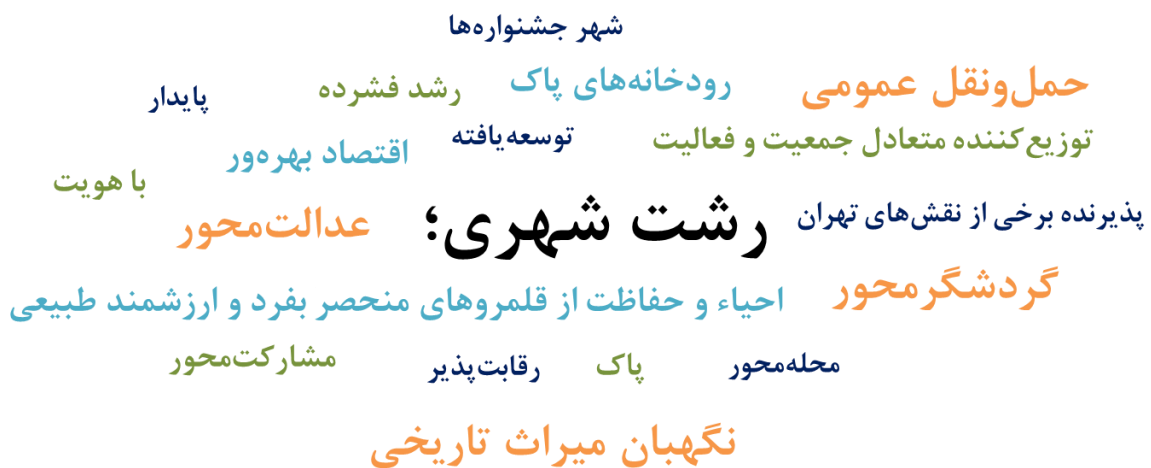 شهر جشنواره‌ها
حمل‌ونقل عمومی
رودخانه‌های پاک
رشد فشرده
پایدار
توزیع‌کننده متعادل جمعیت و فعالیت
توسعه‌یافته
اقتصاد بهره‌ور
با هویت
پذیرنده برخی از نقش‌های تهران
رشت شهری؛
عدالت‌محور
گردشگرمحور
احیاء و حفاظت از قلمروهای منحصر بفرد و ارزشمند طبیعی
محله‌محور
پاک
رقابت‌پذیر
مشارکت‌محور
نگهبان میراث تاریخی